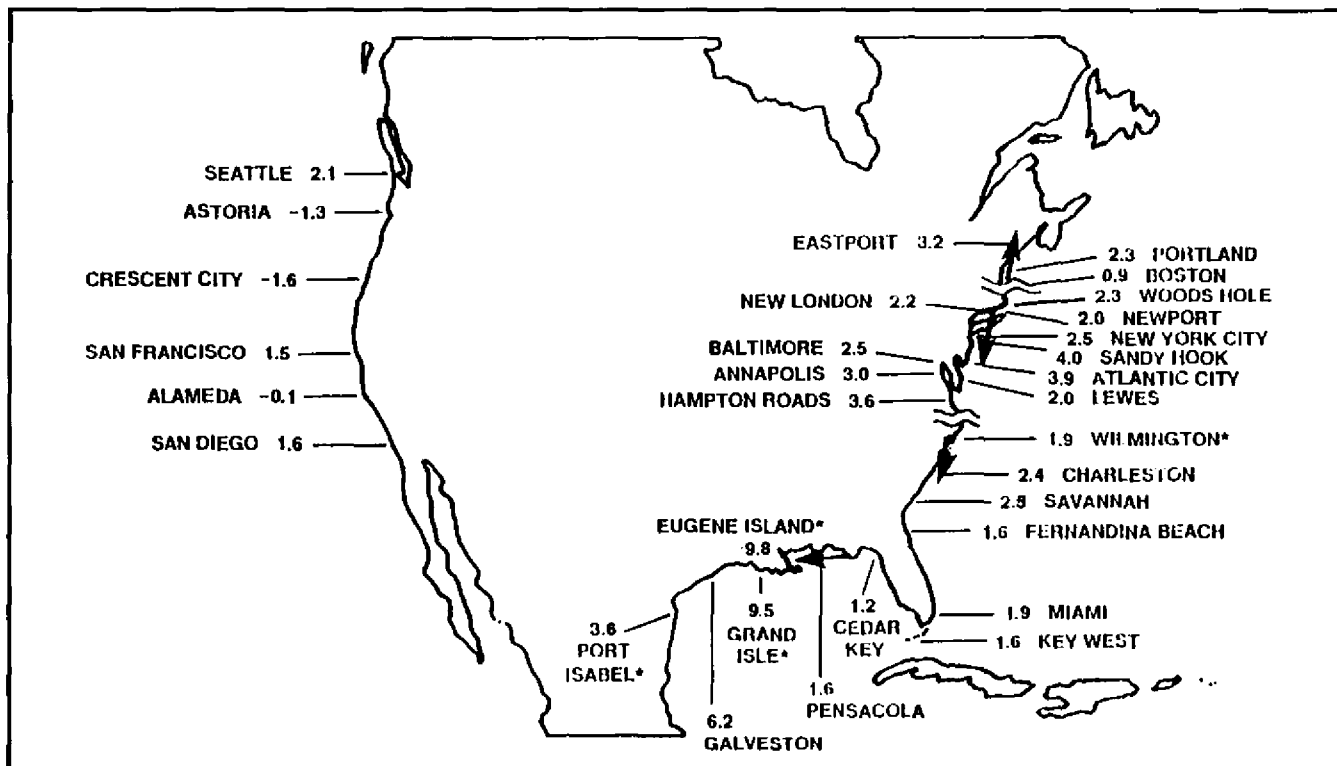 SEATTLE 2.1
ASTORIA -1.3
CRESCENT CITY -1.6
SAN FRANCISCO 1.5
ALAMEDA -0.1
SAN DIEGO 1.6
EASTPORT 3.2
2.3 PORTLAND
0.9 BOSTON
NEW LONDON 2.2
2.3 WOODS HOLE
2.0 NEWPORT
2.5 NEW YORK CITY
4.0 SANDY HOOK
3.9 ATLANTIC CITY
2.0 LEWES
BALTIMORE 2.5
ANNAPOLIS 3.0
HAMPTON ROADS 3.6
1.9 WILMINGTON*
2.4 CHARLESTON
2.5 SAVANNAH
1.6 FERNANDINA BEACH
1.9 MIAMI
1.6 KEY WEST
EUGENE ISLAND*
9.8
3.6
PORT
ISABEL*
6.2
GALVESTON
9.5
GRAND
ISLE*
1.6
PENSACOLA
1.2
CEDAR
KEY